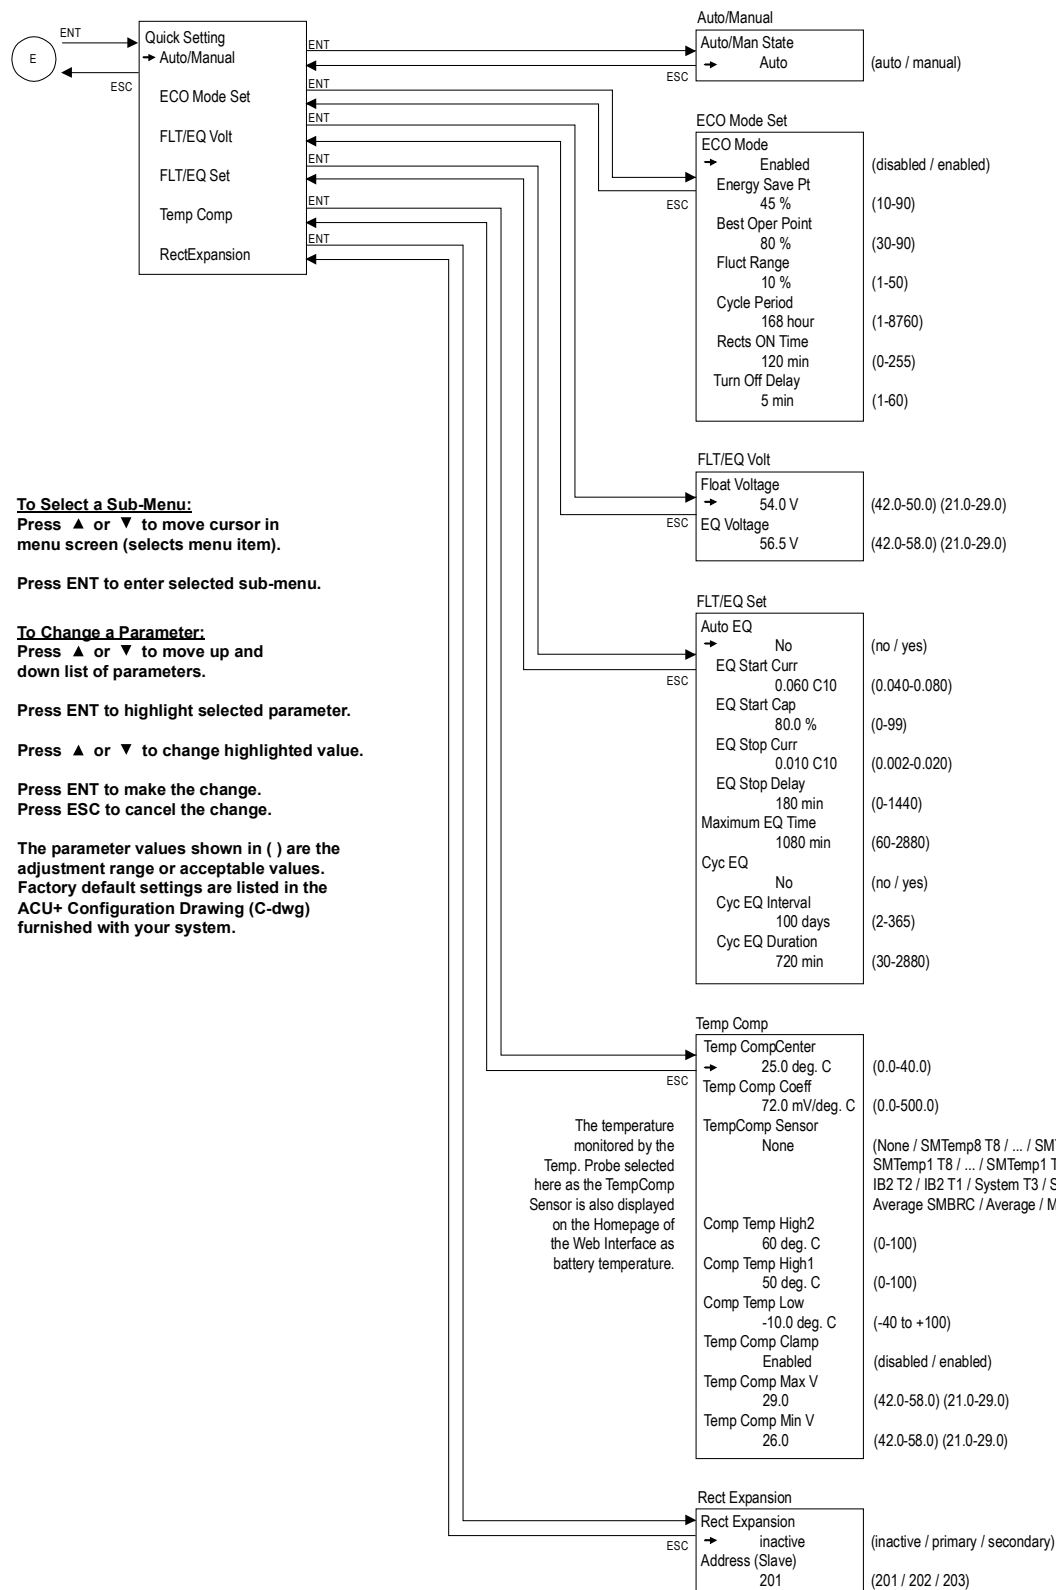 E
ENT
ESC
Quick Setting
Auto/Manual
ECO Mode Set
FLT/EQ Volt
FLT/EQ Set
Temp Comp
RectExpansion
ENT
ENT
ENT
ENT
ENT
ENT
To Select a Sub-Menu:
Press ▲ or ▼ to move cursor in
menu screen (selects menu item).
Press ENT to enter selected sub-menu.
To Change a Parameter:
Press ▲ or ▼ to move up and
down list of parameters.
Press ENT to highlight selected parameter.
Press ▲ or ▼ to change highlighted value.
Press ENT to make the change.
Press ESC to cancel the change.
The parameter values shown in ( ) are the
adjustment range or acceptable values.
Factory default settings are listed in the
ACU+ Configuration Drawing (C-dwg)
furnished with your system.
Auto/Manual
Auto/Man State
Auto (auto / manual)
ESC
ECO Mode Set
ECO Mode
Enabled (disabled / enabled)
Energy Save Pt
ESC 45 % (10-90)
Best Oper Point
80 % (30-90)
Fluct Range
10 % (1-50)
Cycle Period
168 hour (1-8760)
Rects ON Time
120 min (0-255)
Turn Off Delay
5 min (1-60)
FLT/EQ Volt
Float Voltage
54.0 V (42.0-50.0) (21.0-29.0)
ESC EQ Voltage
56.5 V (42.0-58.0) (21.0-29.0)
FLT/EQ Set
Auto EQ
No (no / yes)
EQ Start Curr
ESC 0.060 C10 (0.040-0.080)
EQ Start Cap
80.0 % (0-99)
EQ Stop Curr
0.010 C10 (0.002-0.020)
EQ Stop Delay
180 min (0-1440)
Maximum EQ Time
1080 min (60-2880)
Cyc EQ
No (no / yes)
Cyc EQ Interval
100 days (2-365)
Cyc EQ Duration
720 min (30-2880)
Temp Comp
Temp CompCenter
25.0 deg. C (0.0-40.0)
ESC
Temp Comp Coeff
72.0 mV/deg. C (0.0-500.0)
TempComp Sensor
None (None / SMTemp8 T8 / ... /
SMTemp1 T8 / ... / SMTemp1
IB2 T2 / IB2 T1 / System T3 /
Average SMBRC / Average /
The temperature
monitored by the
Temp. Probe selected
here as the TempComp
Sensor is also displayed
on the Homepage of
the Web Interface as
battery temperature.
Comp Temp High2
60 deg. C (0-100)
Comp Temp High1
50 deg. C (0-100)
Comp Temp Low
-10.0 deg. C (-40 to +100)
Temp Comp Clamp
Enabled (disabled / enabled)
Temp Comp Max V
29.0 (42.0-58.0) (21.0-29.0)
Temp Comp Min V
26.0 (42.0-58.0) (21.0-29.0)
Rect Expansion
Rect Expansion
ESC inactive (inactive / primary / secondary)
Address (Slave)
201 (201 / 202 / 203)